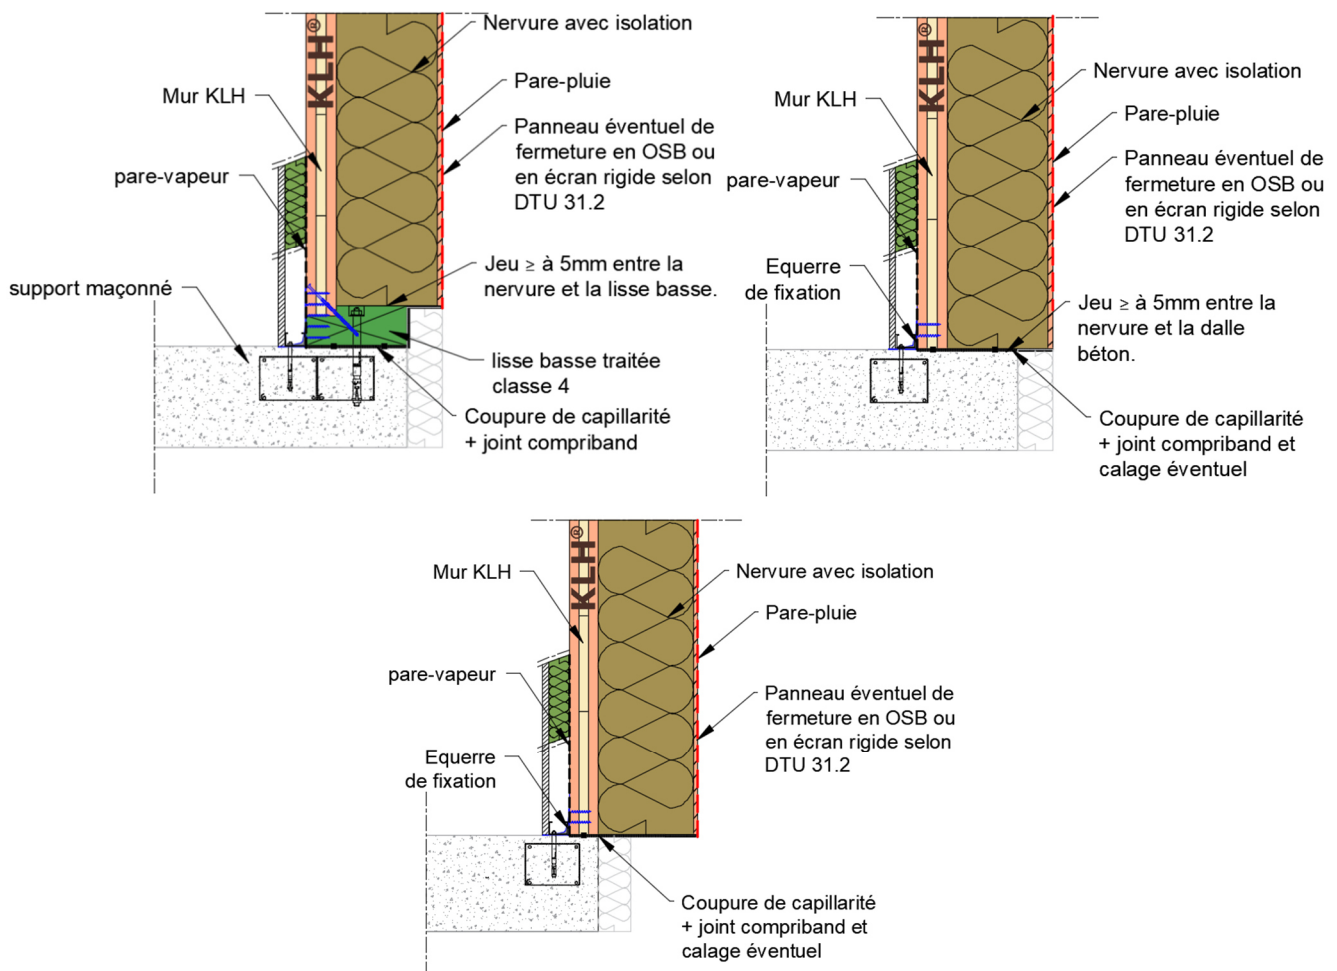 KLH®
Nervure avec isolation
Mur KLH
Pare-pluie
Panneau éventuel de
fermeture en OSB ou
en écran rigide selon
DTU 31.2
pare-vapeur
Jeu ≥ à 5mm entre la
nervure et la lisse basse.
support maçonné
lisse basse traitée
classe 4
Coupure de capillarité
+ joint compriband
KLH®
Nervure avec isolation
Mur KLH
Pare-pluie
Panneau éventuel de
fermeture en OSB ou
en écran rigide selon
DTU 31.2
pare-vapeur
Equerre
de fixation
Jeu ≥ à 5mm entre la
nervure et la dalle
béton.
Coupure de capillarité
+ joint compriband et
calage éventuel
KLH®
Mur KLH
Nervure avec isolation
Pare-pluie
pare-vapeur
Panneau éventuel de
fermeture en OSB ou
en écran rigide selon
DTU 31.2
Equerre
de fixation
Coupure de capillarité
+ joint compriband et
calage éventuel